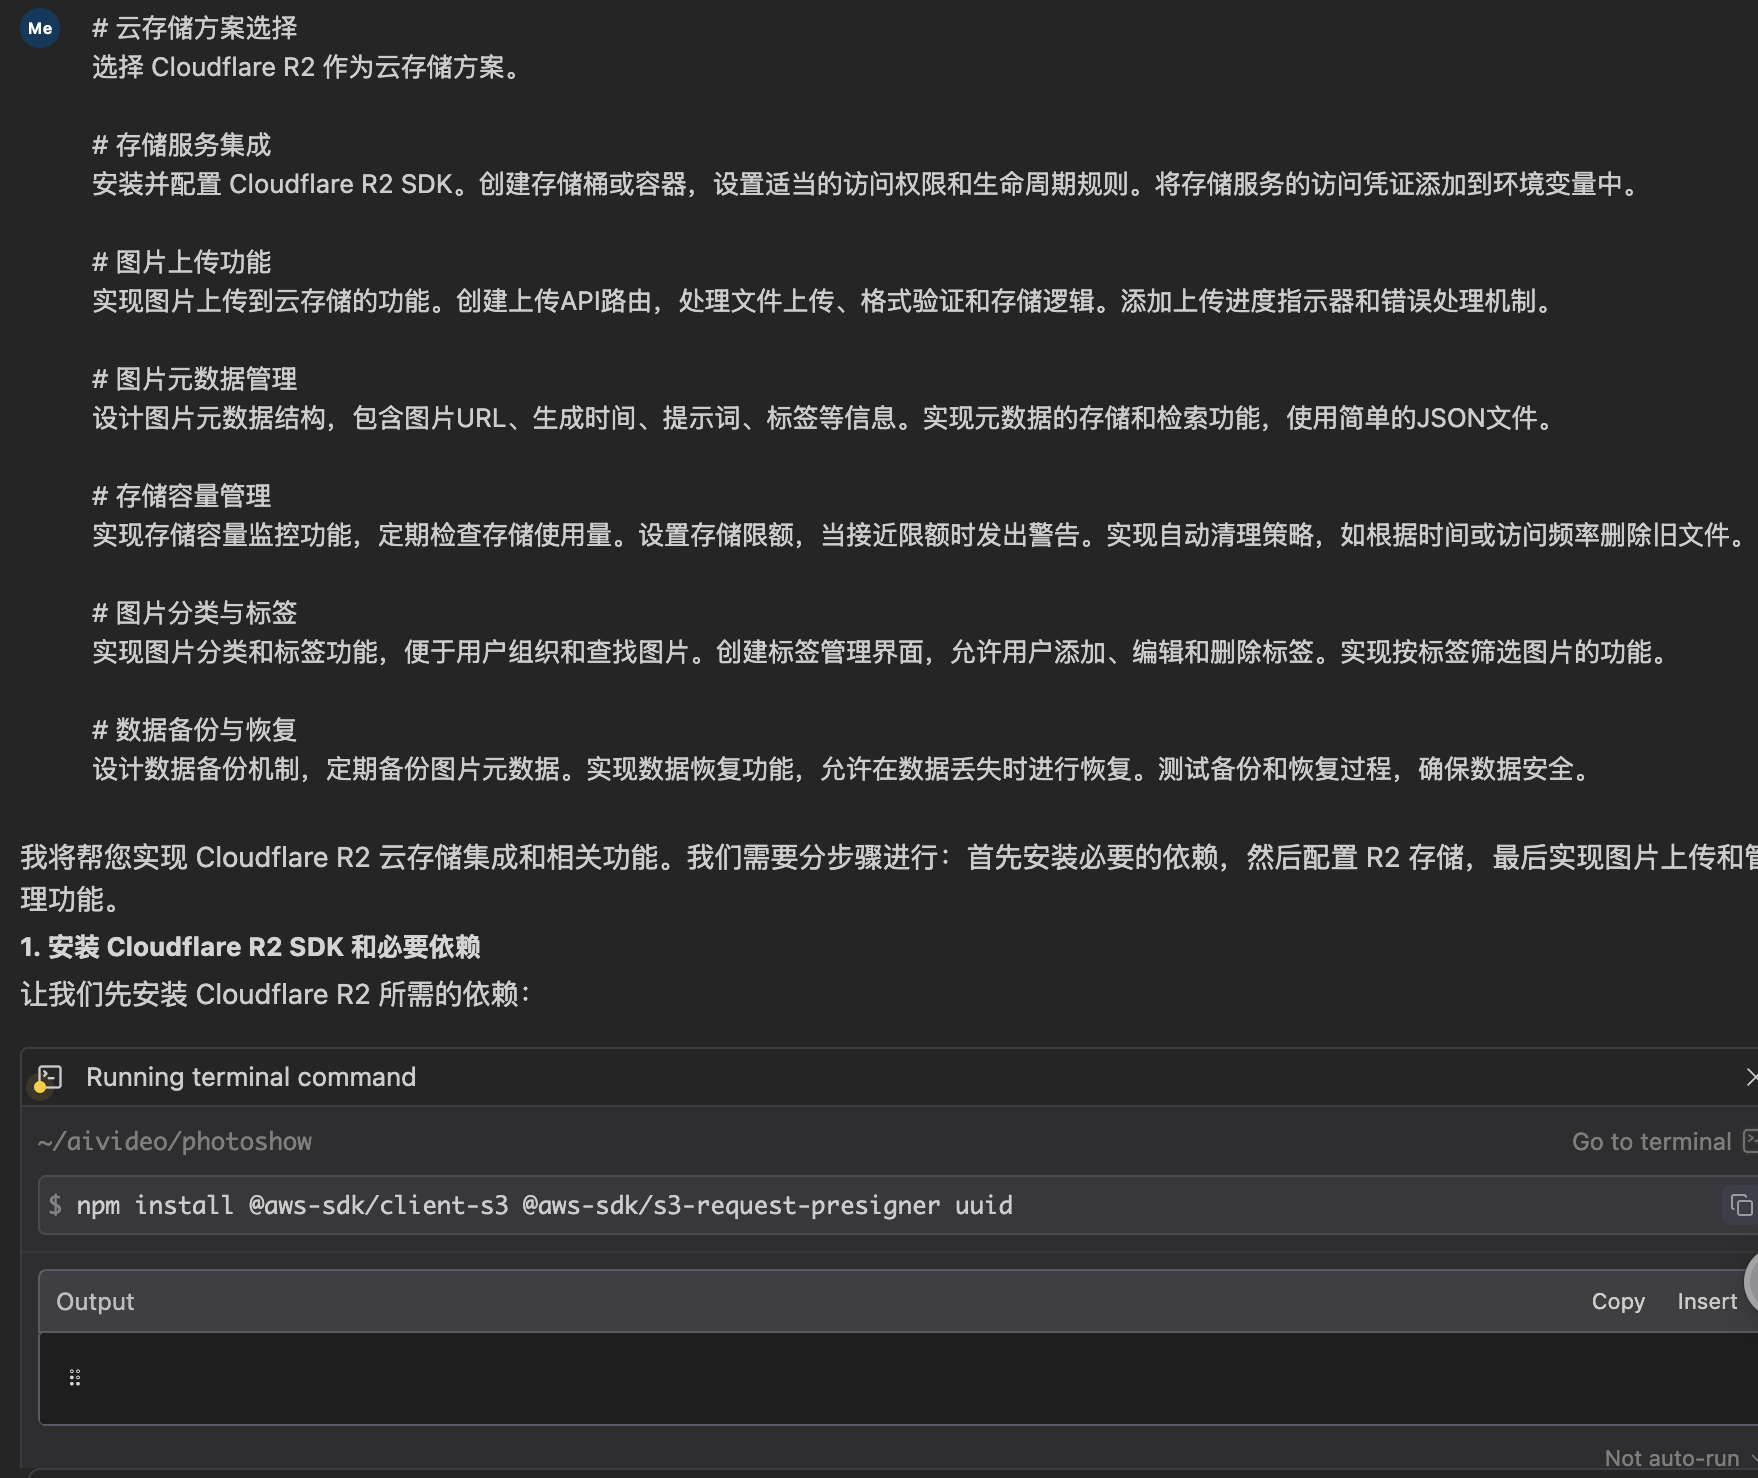 Me
# 云存储方案选择
选择 Cloudflare R2 作为云存储方案。
# 存储服务集成
安装并配置 Cloudflare R2 SDK。创建存储桶或容器，设置适当的访问权限和生命周期规则。将存储服务的访问凭证添加到环境变量中。
# 图片上传功能
实现图片上传到云存储的功能。创建上传API路由，处理文件上传、格式验证和存储逻辑。添加上传进度指示器和错误处理机制。
# 图片元数据管理
设计图片元数据结构，包含图片URL、生成时间、提示词、标签等信息。实现元数据的存储和检索功能，使用简单的JSON文件。
# 存储容量管理
实现存储容量监控功能，定期检查存储使用量。设置存储限额，当接近限额时发出警告。实现自动清理策略，如根据时间或访问频率删除旧文件。
# 图片分类与标签
实现图片分类和标签功能，便于用户组织和查找图片。创建标签管理界面，允许用户添加、编辑和删除标签。实现按标签筛选图片的功能。
# 数据备份与恢复
设计数据备份机制，定期备份图片元数据。实现数据恢复功能，允许在数据丢失时进行恢复。测试备份和恢复过程，确保数据安全。
我将帮您实现 Cloudflare R2 云存储集成和相关功能。我们需要分步骤进行：首先安装必要的依赖，然后配置 R2 存储，最后实现图片上传和管
理功能。
1. 安装 Cloudflare R2 SDK 和必要依赖
让我们先安装 Cloudflare R2 所需的依赖：
Running terminal command
~/aivideo/photoshow
Go to terminal
$ npm install @aws-sdk/client-s3 @aws-sdk/s3-request-presigner uuid
Output
Copy
Insert
Not auto-run